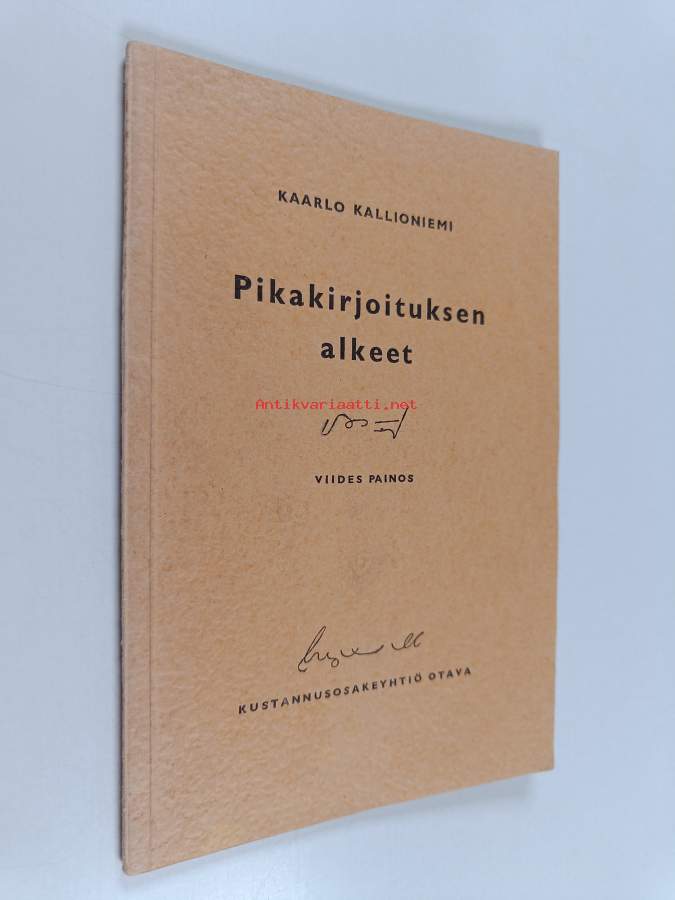 KAARLO KALLIONIEMI
Pikakirjoituksen
alkeet
Antikvariaatti.net
VIIDES PAINOS
KUSTANNUSOSAKEYHTIÖ OTAVA